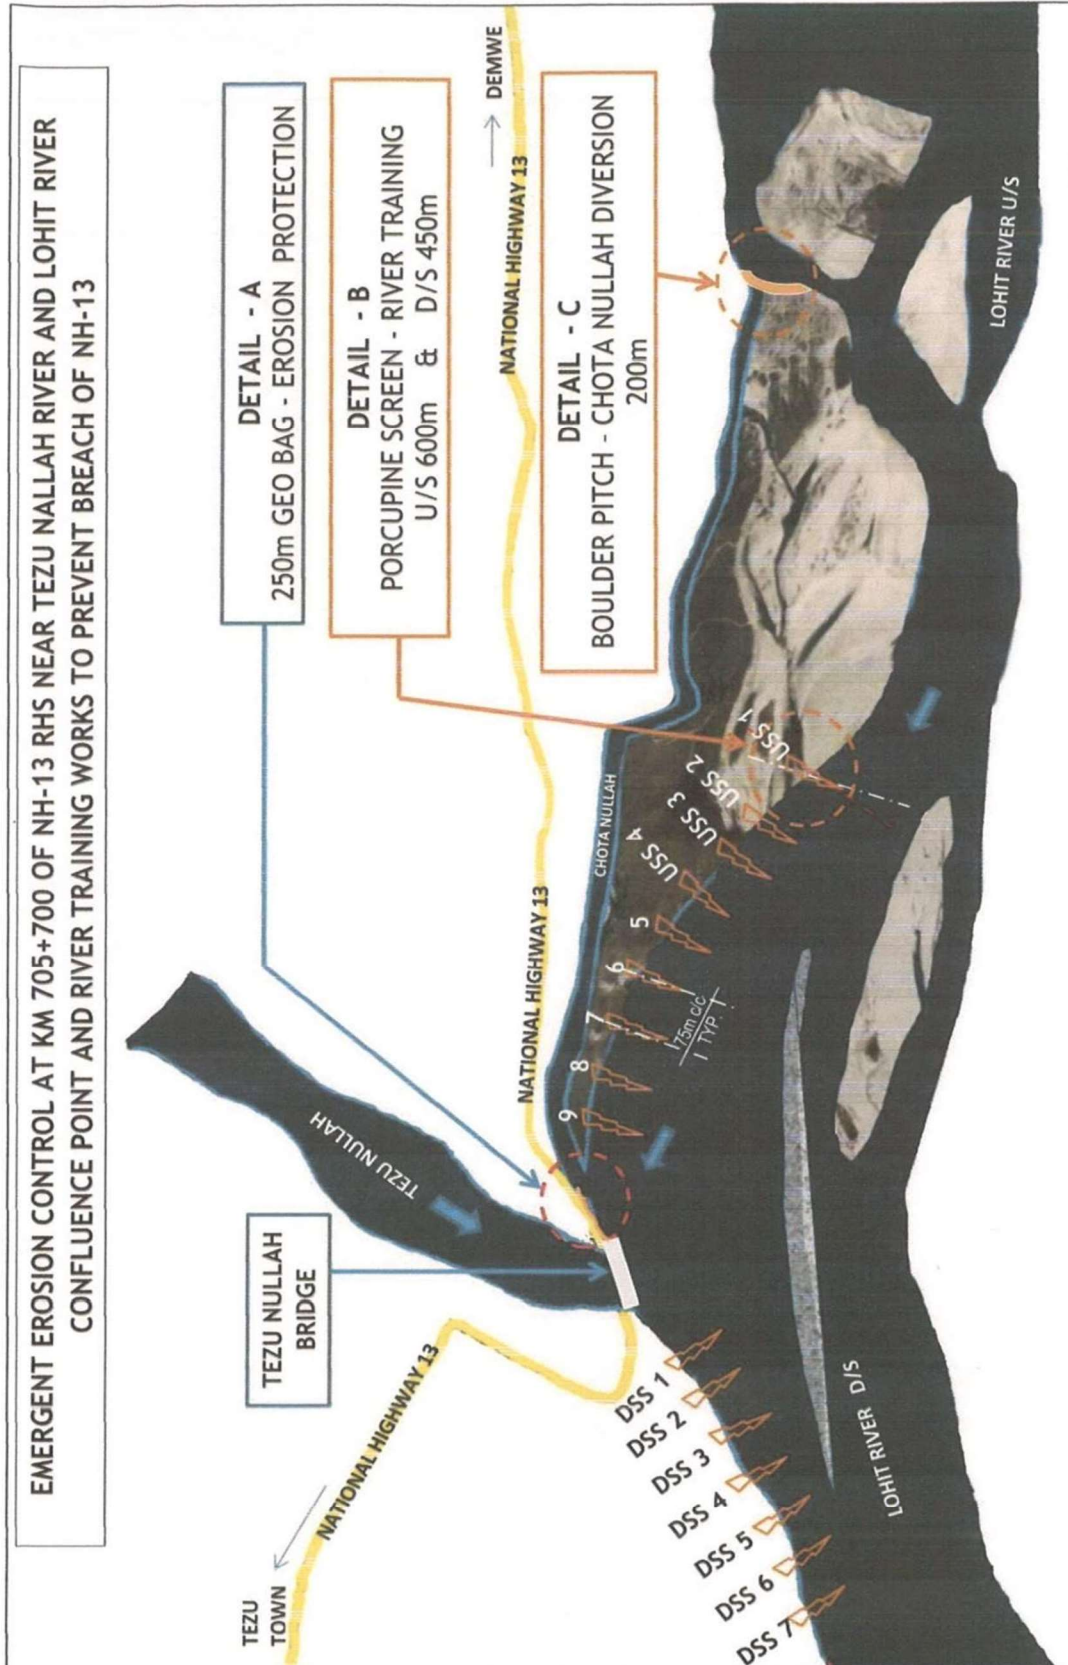 EMERGENT EROSION CONTROL AT KM 705+700 OF NH-13 RHS NEAR TEZU NALLAH RIVER AND LOHIT RIVER
CONFLUENCE POINT AND RIVER TRAINING WORKS TO PREVENT BREACH OF NH-13
DETAIL - A
250m GEO BAG - EROSION PROTECTION
DETAIL - B
PORCUPINE SCREEN - RIVER TRAINING
U/S 600m & D/S 450m
DETAIL - C
BOULDER PITCH - CHOTA NULLAH DIVERSION
200m
TEZU NULLAH
BRIDGE
TEZU
TOWN
NATIONAL HIGHWAY 13
TEZU NULLAH
NATIONAL HIGHWAY 13
NATIONAL HIGHWAY 13
DEMWE
CHOTA NULLAH
DSS 7
DSS 6
DSS 5
DSS 4
DSS 3
DSS 2
DSS 1
9
8
7
6
5
USS 4
USS 3
USS 2
USS 1
75m c/c
TYP.
LOHIT RIVER D/S
LOHIT RIVER U/S